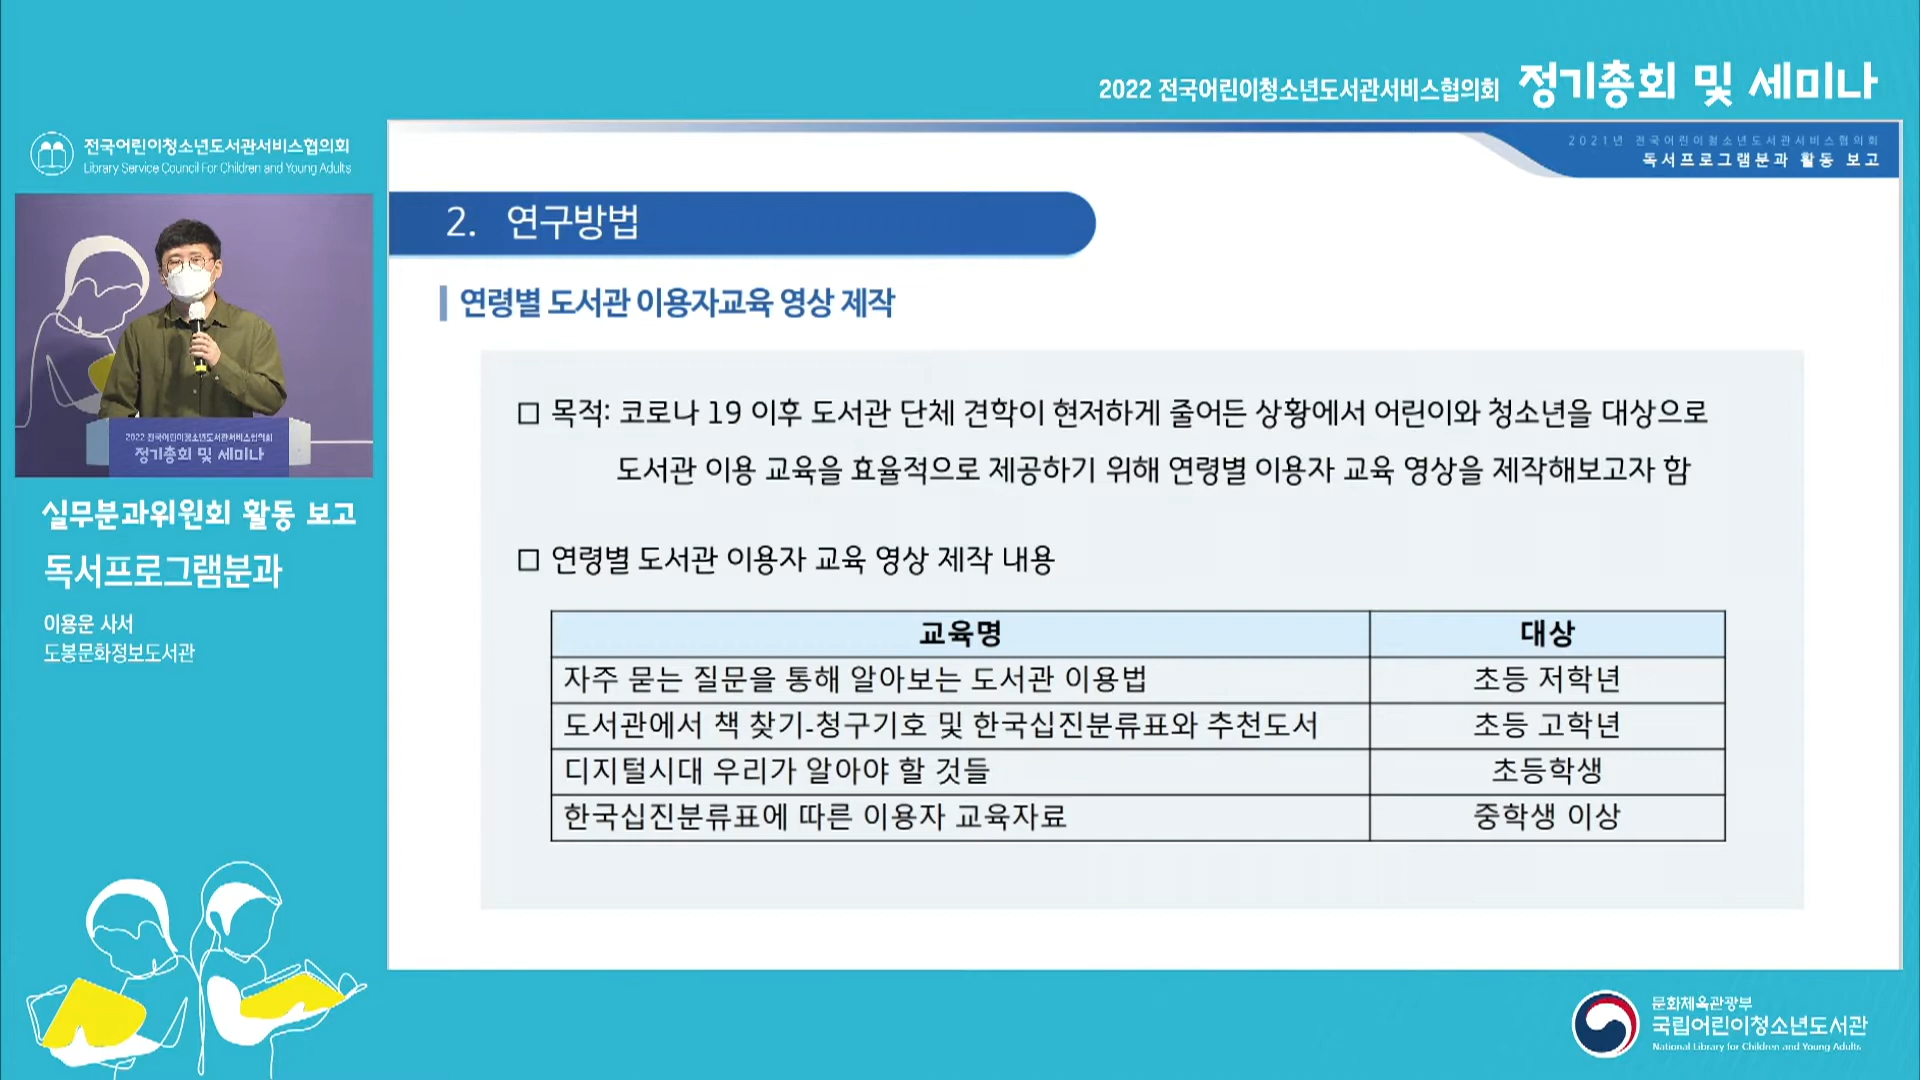 2022 전국어린이청소년도서관서비스협의회 정기총회 및 세미나
전국어린이청소년도서관서비스협의회
Library Service Council For Children and Young Adults
2022 전국어린이청소년도서관서비스협의회
정기총회 및 세미나
실무분과위원회 활동 보고
독서프로그램분과
이용운 사서
도봉문화정보도서관
2021년 전국어린이청소년도서관서비스협의회
독서프로그램분과 활동 보고
2. 연구방법
연령별 도서관 이용자교육 영상 제작
□ 목적: 코로나 19 이후 도서관 단체 견학이 현저하게 줄어든 상황에서 어린이와 청소년을 대상으로
도서관 이용 교육을 효율적으로 제공하기 위해 연령별 이용자 교육 영상을 제작해보고자 함
□ 연령별 도서관 이용자 교육 영상 제작 내용
교육명 대상
자주 묻는 질문을 통해 알아보는 도서관 이용법 초등 저학년
도서관에서 책 찾기-청구기호 및 한국십진분류표와 추천도서 초등 고학년
디지털시대 우리가 알아야 할 것들 초등학생
한국십진분류표에 따른 이용자 교육자료 중학생 이상
문화체육관광부
국립어린이청소년도서관
National Library for Children and Young Adults